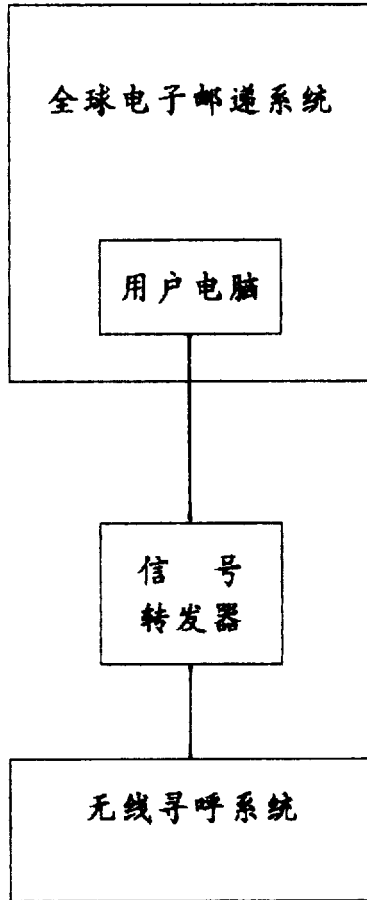 全球电子邮递系统
用户电脑
信 号
转发器
无线寻呼系统